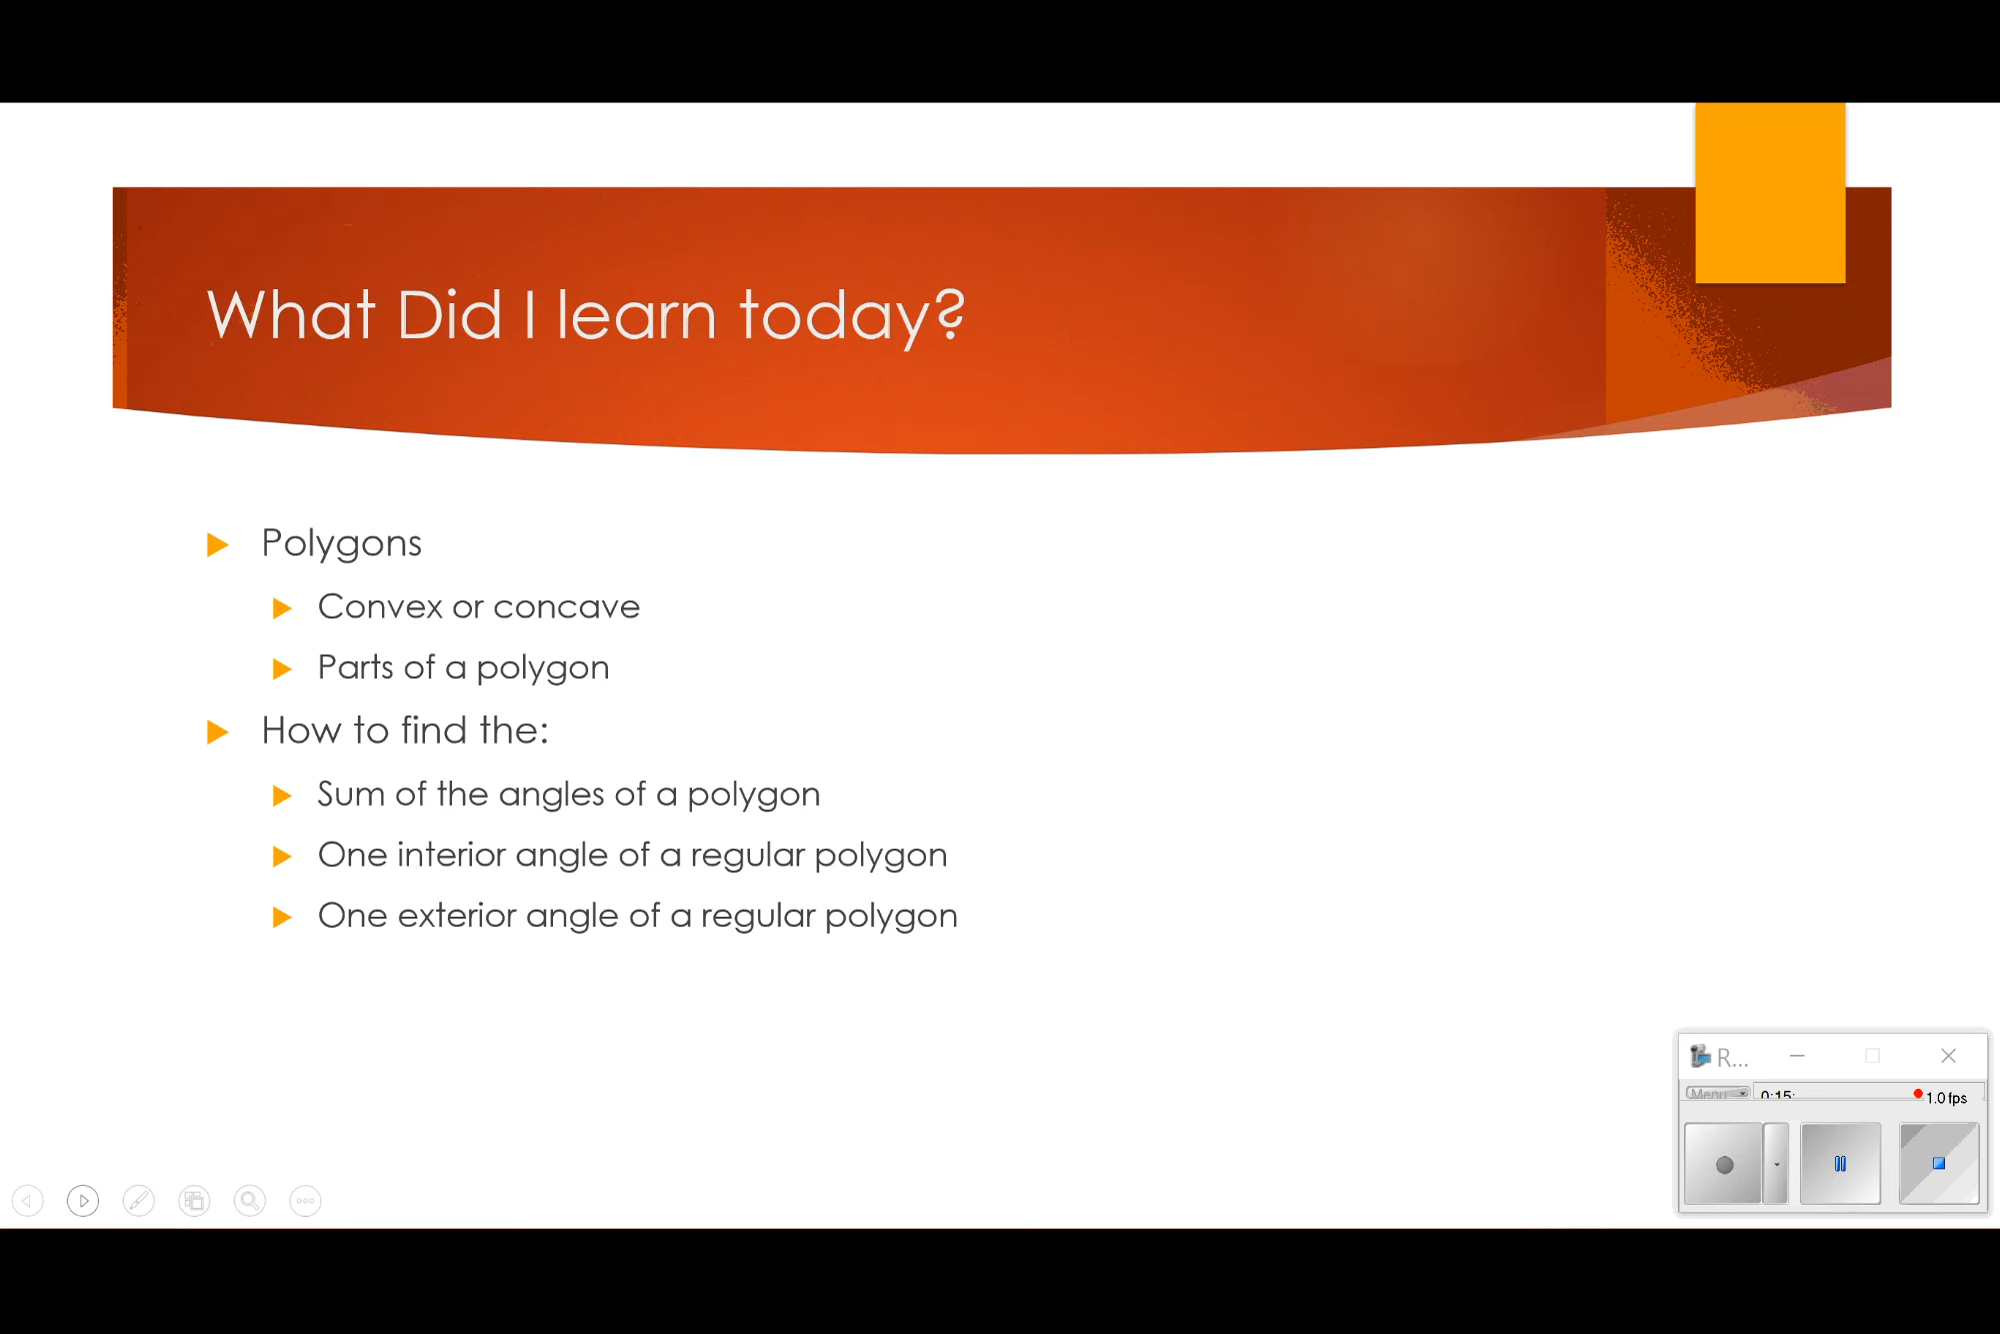 What Did I learn today?
Polygons
Convex or concave
Parts of a polygon
How to find the:
Sum of the angles of a polygon
One interior angle of a regular polygon
One exterior angle of a regular polygon
R...
Menu 0:15: 1.0 fps